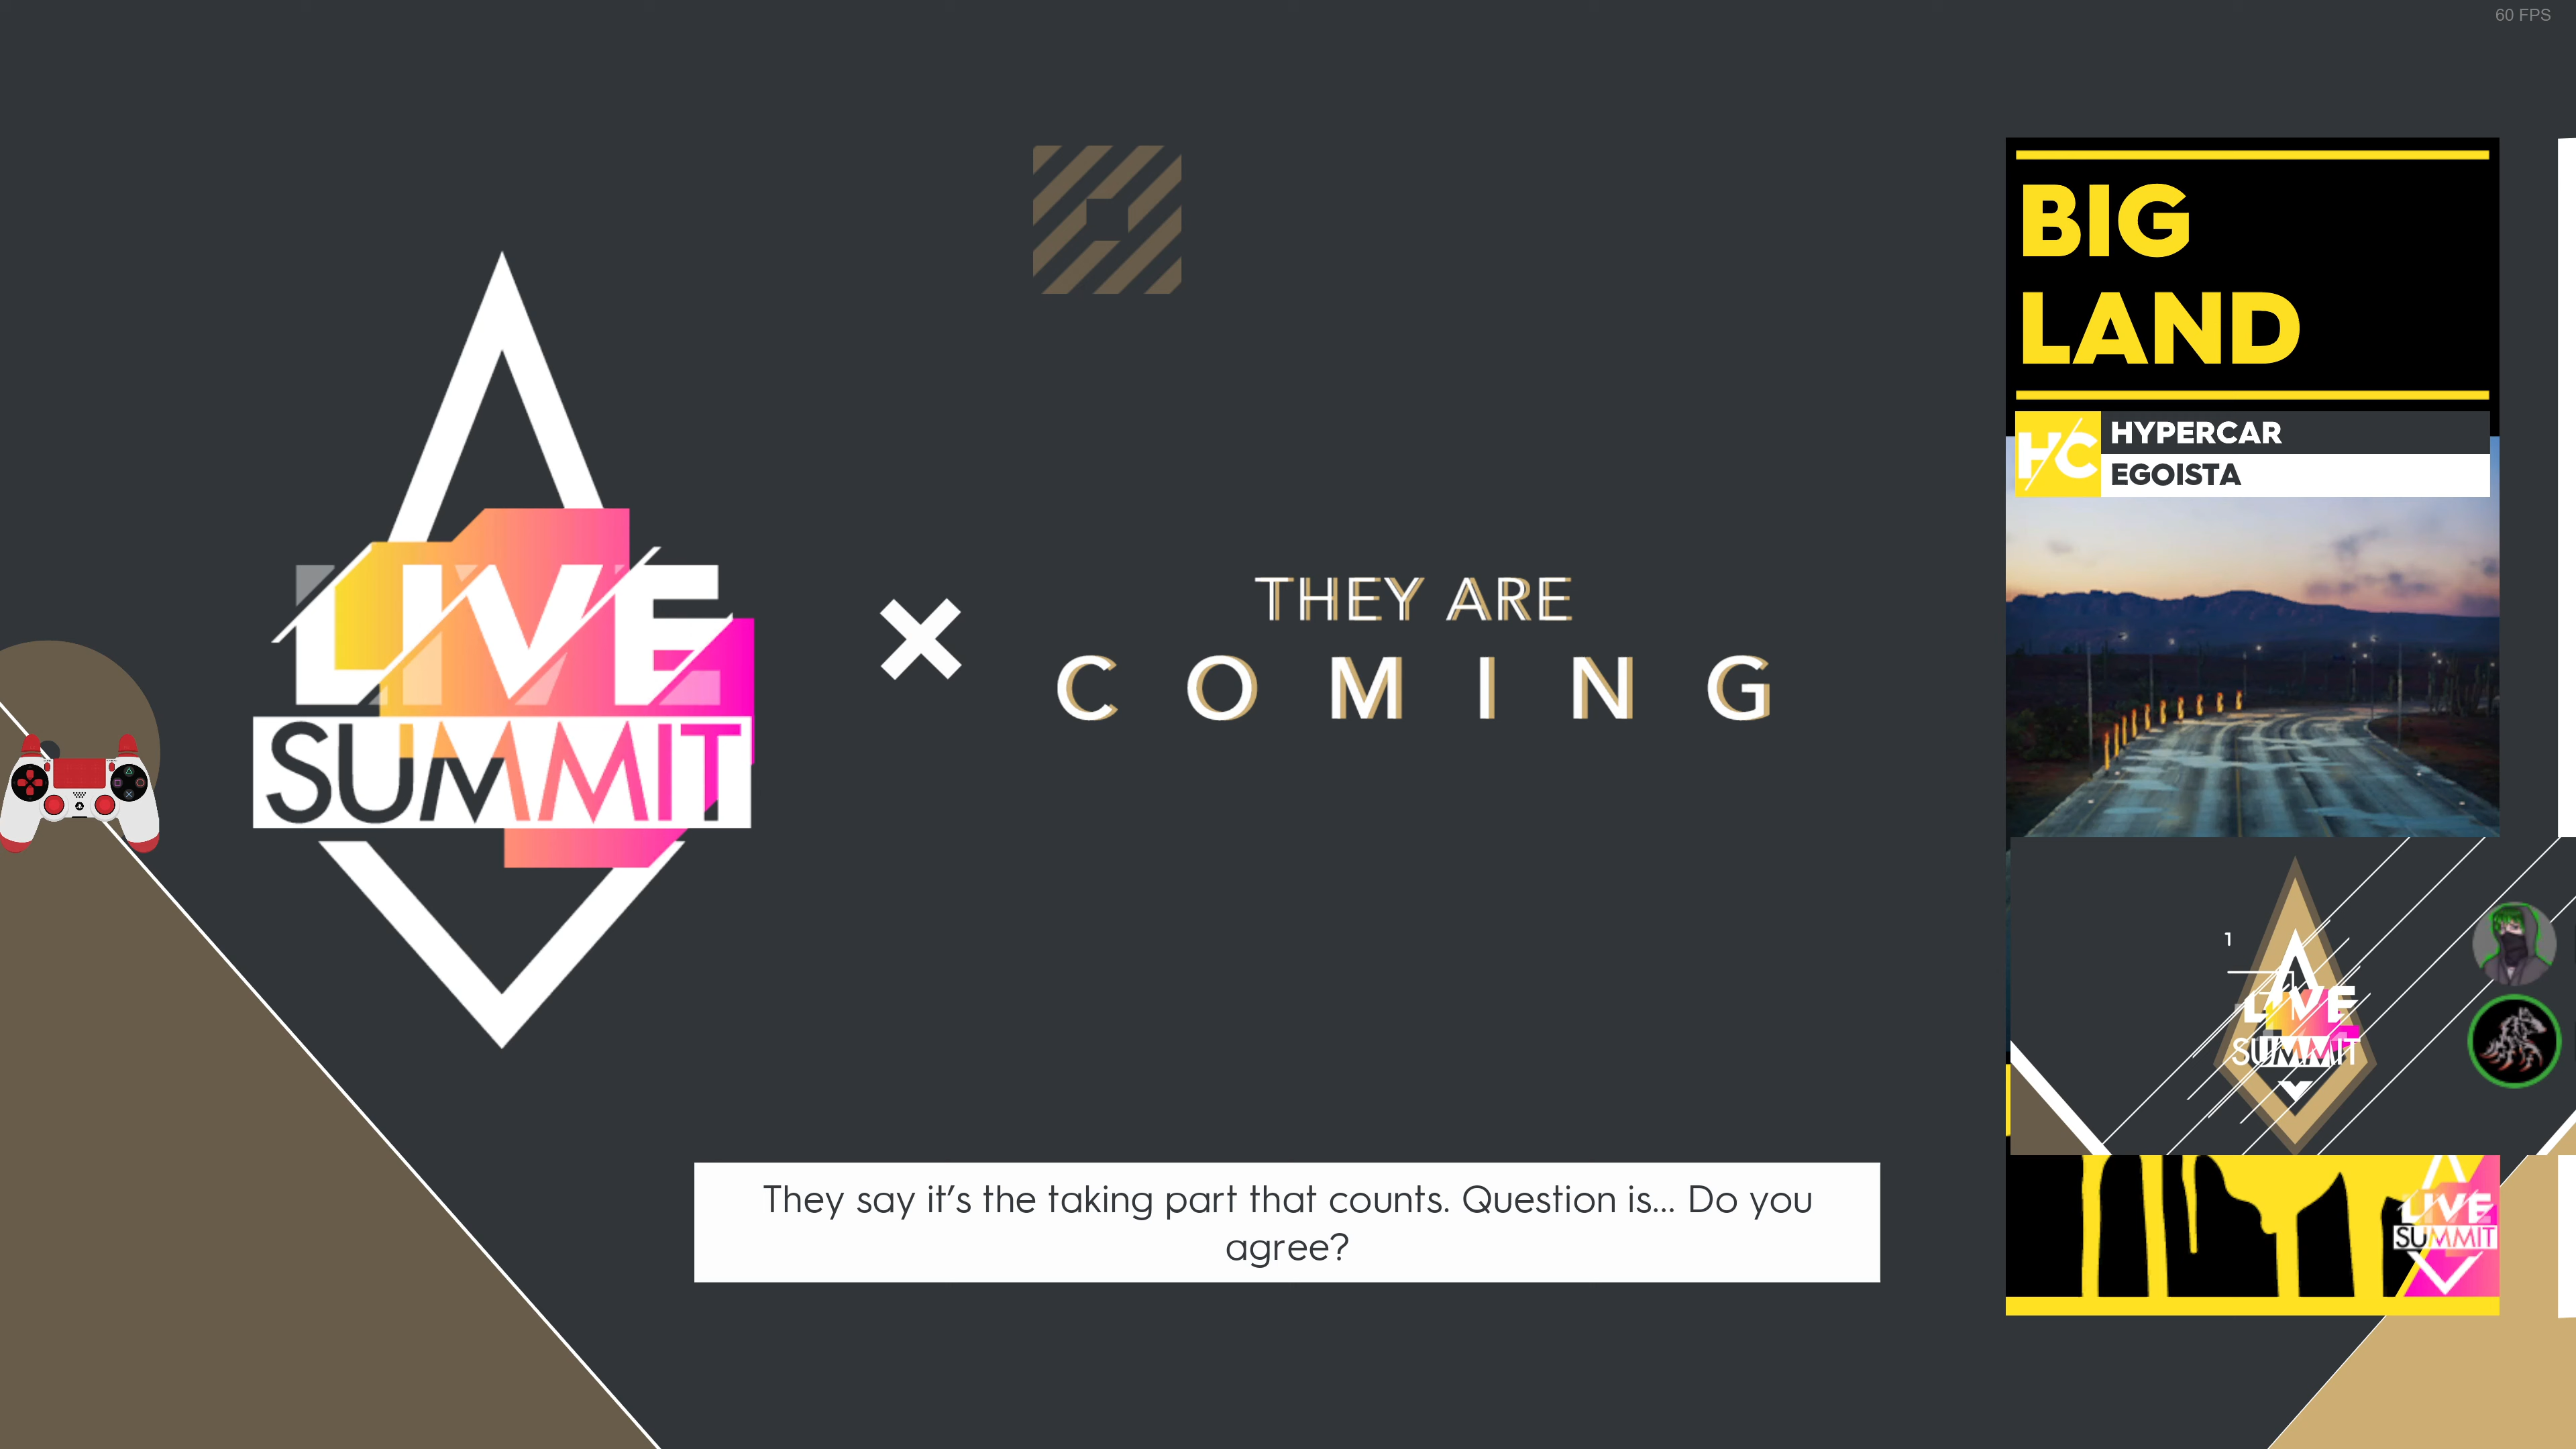 60 FPS
LIVE
SUMMIT
×
THEY ARE
COMING
BIG
LAND
H/C
HYPERCAR
EGOISTA
1
LIVE
SUMMIT
LIVE
SUMMIT
They say it's the taking part that counts. Question is... Do you
agree?